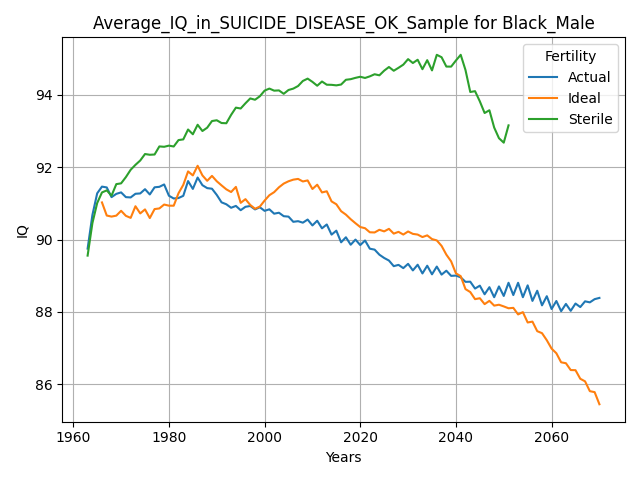 Average_IQ_in_SUICIDE_DISEASE_OK_Sample for Black_Male
Fertility
Actual
Ideal
Sterile
IQ
94
92
90
88
86
1960
1980
2000
2020
2040
2060
Years